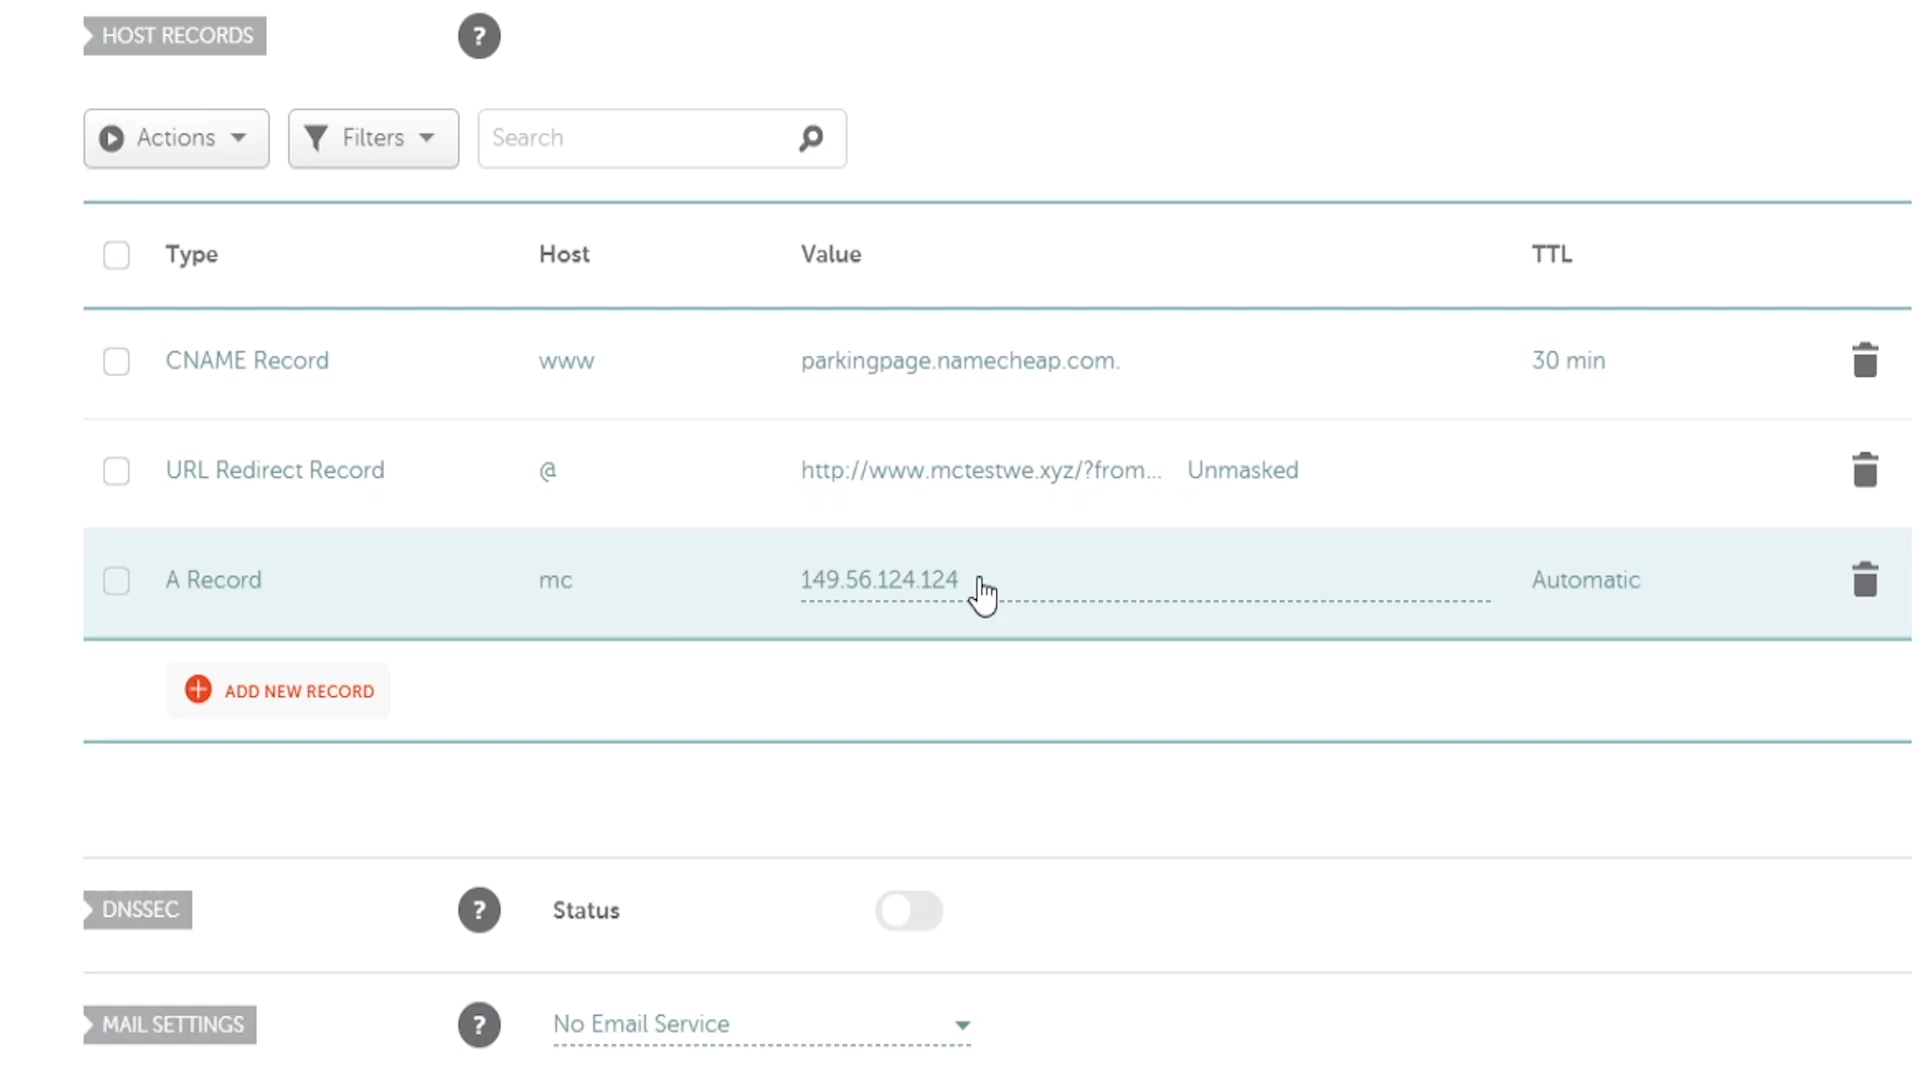 HOST RECORDS ?
Actions Filters Search
Type Host Value TTL
CNAME Record www parkingpage.namecheap.com. 30 min
URL Redirect Record @ http://www.mctestwe.xyz/?from... Unmasked
A Record mc 149.56.124.124 Automatic
ADD NEW RECORD
DNSSEC ? Status
MAIL SETTINGS ? No Email Service